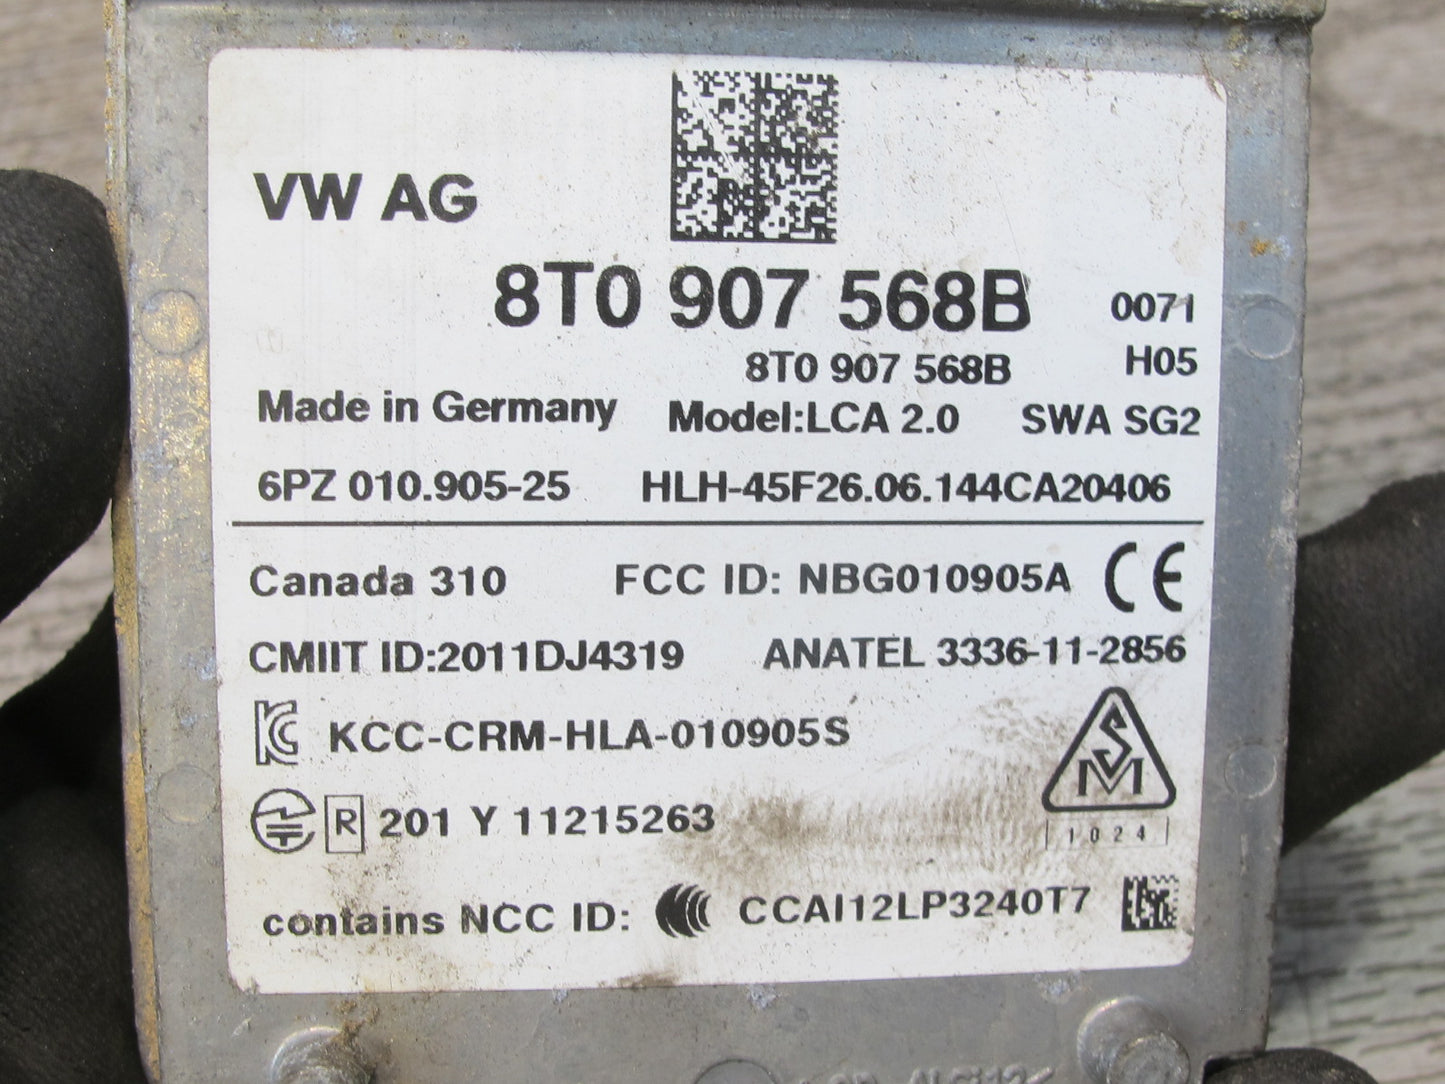 VW AG
8T0 907 568B 0071
8T0 907 568B H05
Made in Germany Model:LCA 2.0 SWA SG2
6PZ 010.905-25 HLH-45F26.06.144CA20406
Canada 310 FCC ID: NBG010905A CE
CMIIT ID:2011DJ4319 ANATEL 3336-11-2856
KC KCC-CRM-HLA-010905S
SM
R 201 Y 11215263
1024
contains NCC ID: CCAI12LP3240T7